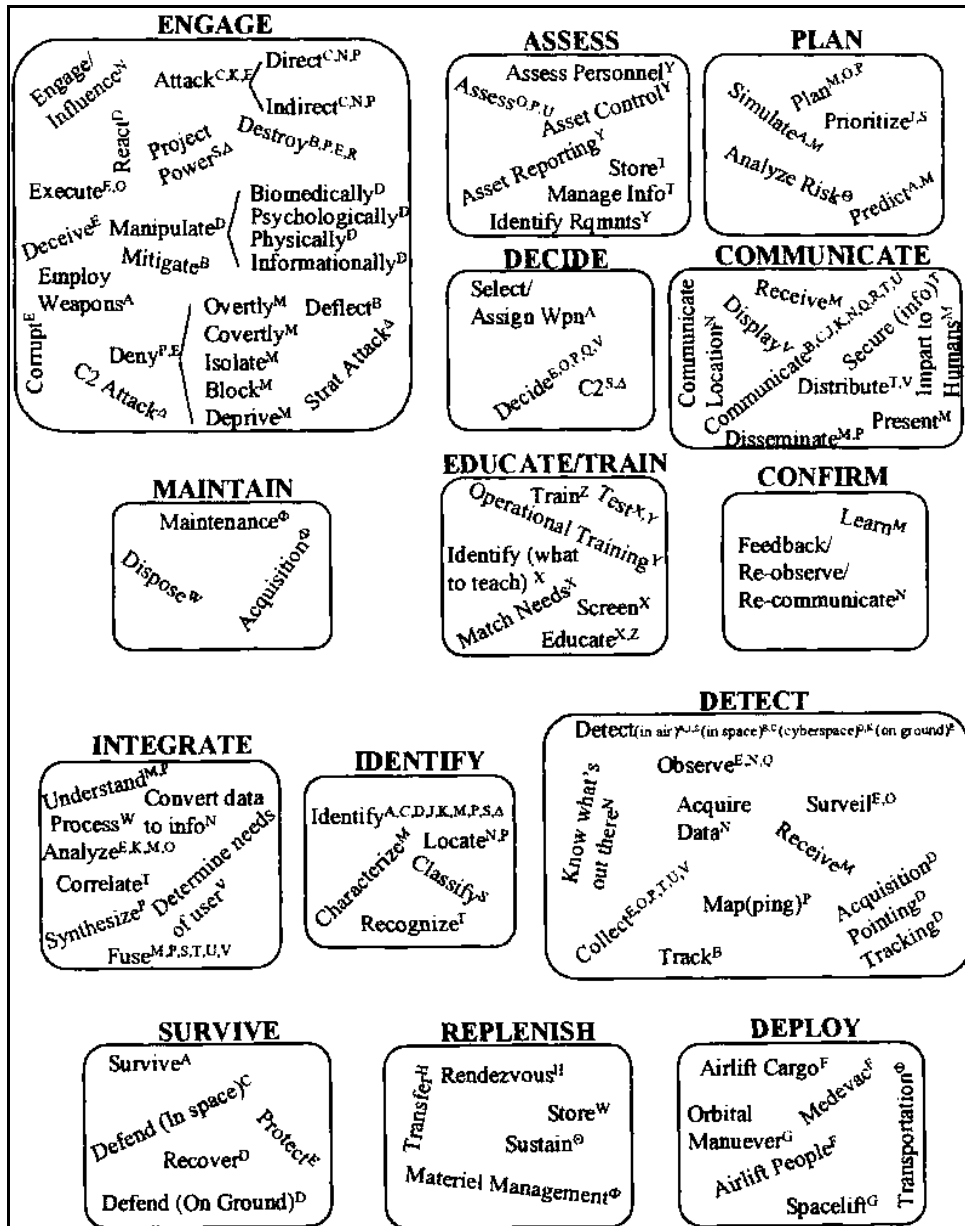 ENGAGE
Engage/
Influenceᴺ
Attack^C,K,E
Direct^C,N,P
Indirect^C,N,P
React^D
Project
Power^S,Δ
Destroy^B,P,E,R
Execute^E,O
Deceive^E
Manipulate^D
Biomedically^D
Psychologically^D
Physically^D
Informationally^D
Mitigate^B
Employ
Weapons^A
Corrupt^E
C2 Attack^Δ
Deny^P,E
Overtly^M
Covertly^M
Isolate^M
Block^M
Deprive^M
Deflect^B
Strat Attack^Δ
ASSESS
Assess Personnel^Y
Assess^O,P,U
Asset Control^Y
Asset Reporting^Y
Store^T
Manage Info^T
Identify Rqmnts^Y
PLAN
Plan^M,O,P
Simulate^A,M
Prioritize^J,S
Analyze Risk^Θ
Predict^A,M
DECIDE
Select/
Assign Wpn^A
Decide^E,O,P,Q,V
C2^S,Δ
COMMUNICATE
Communicate
Location^N
Receive^M
Display^V
Communicate^B,C,J,K,N,Q,R,T,U
Secure (info)^T
Impart to
Humans^M
Distribute^T,V
Present^M
Disseminate^M,P
MAINTAIN
Maintenance^Φ
Dispose^W
Acquisition^Φ
EDUCATE/TRAIN
Train^Z
Test^X,Y
Operational Training^Y
Identify (what
to teach)^X
Match Needs^X
Screen^X
Educate^X,Z
CONFIRM
Learn^M
Feedback/
Re-observe/
Re-communicate^N
INTEGRATE
Understand^M,P
Convert data
to info^N
Process^W
Analyze^E,K,M,O
Correlate^T
Determine needs
of user^V
Synthesize^P
Fuse^M,P,S,T,U,V
IDENTIFY
Identify^A,C,D,J,K,M,P,S,Δ
Locate^N,P
Characterize^M
Classify^S
Recognize^T
DETECT
Detect(in air) (in space)^B,C (cyberspace)^D,K (on ground)^E
Know what's
out there^N
Observe^E,N,Q
Acquire
Data^N
Surveil^E,O
Receive^M
Collect^E,O,P,T,U,V
Map(ping)^P
Track^B
Acquisition^D
Pointing^D
Tracking^D
SURVIVE
Survive^A
Defend (In space)^C
Protect^E
Recover^D
Defend (On Ground)^D
REPLENISH
Transfer^H
Rendezvous^H
Store^W
Sustain^Θ
Materiel Management^Φ
DEPLOY
Airlift Cargo^F
Medevac^F
Orbital
Manuever^G
Airlift People^F
Spacelift^G
Transportation^Φ